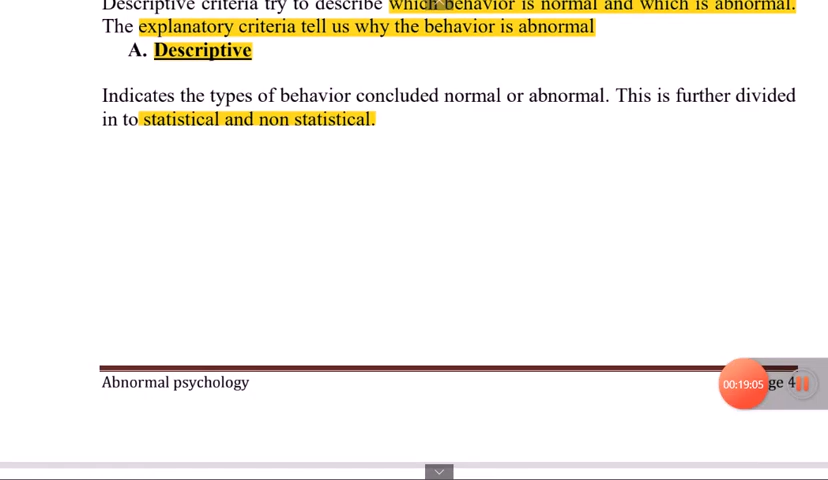 Descriptive criteria try to describe which behavior is normal and which is abnormal.
The explanatory criteria tell us why the behavior is abnormal
A. Descriptive
Indicates the types of behavior concluded normal or abnormal. This is further divided
in to statistical and non statistical.
Abnormal psychology
00:19:05
ge 4